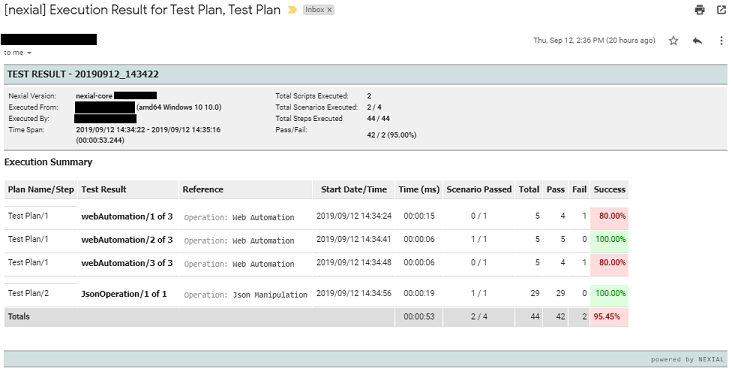 [nexial] Execution Result for Test Plan, Test Plan Inbox x
Thu, Sep 12, 2:36 PM (20 hours ago)
to me
TEST RESULT - 20190912_143422
Nexial Version: nexial-core Total Scripts Executed: 2
Executed From: (amd64 Windows 10 10.0) Total Scenarios Executed: 2 / 4
Executed By: Total Steps Executed 44 / 44
Time Span: 2019/09/12 14:34:22 - 2019/09/12 14:35:16 Pass/Fail: 42 / 2 (95.00%)
(00:00:53.244)
Execution Summary
Plan Name/Step Test Result Reference Start Date/Time Time (ms) Scenario Passed Total Pass Fail Success
Test Plan/1 webAutomation/1 of 3 Operation: Web Automation 2019/09/12 14:34:24 00:00:15 0 / 1 5 4 1 80.00%
Test Plan/1 webAutomation/2 of 3 Operation: Web Automation 2019/09/12 14:34:41 00:00:06 1 / 1 5 5 0 100.00%
Test Plan/1 webAutomation/3 of 3 Operation: Web Automation 2019/09/12 14:34:48 00:00:06 0 / 1 5 4 1 80.00%
Test Plan/2 JsonOperation/1 of 1 Operation: Json Manipulation 2019/09/12 14:34:56 00:00:19 1 / 1 29 29 0 100.00%
Totals 00:00:53 2 / 4 44 42 2 95.45%
powered by NEXIAL